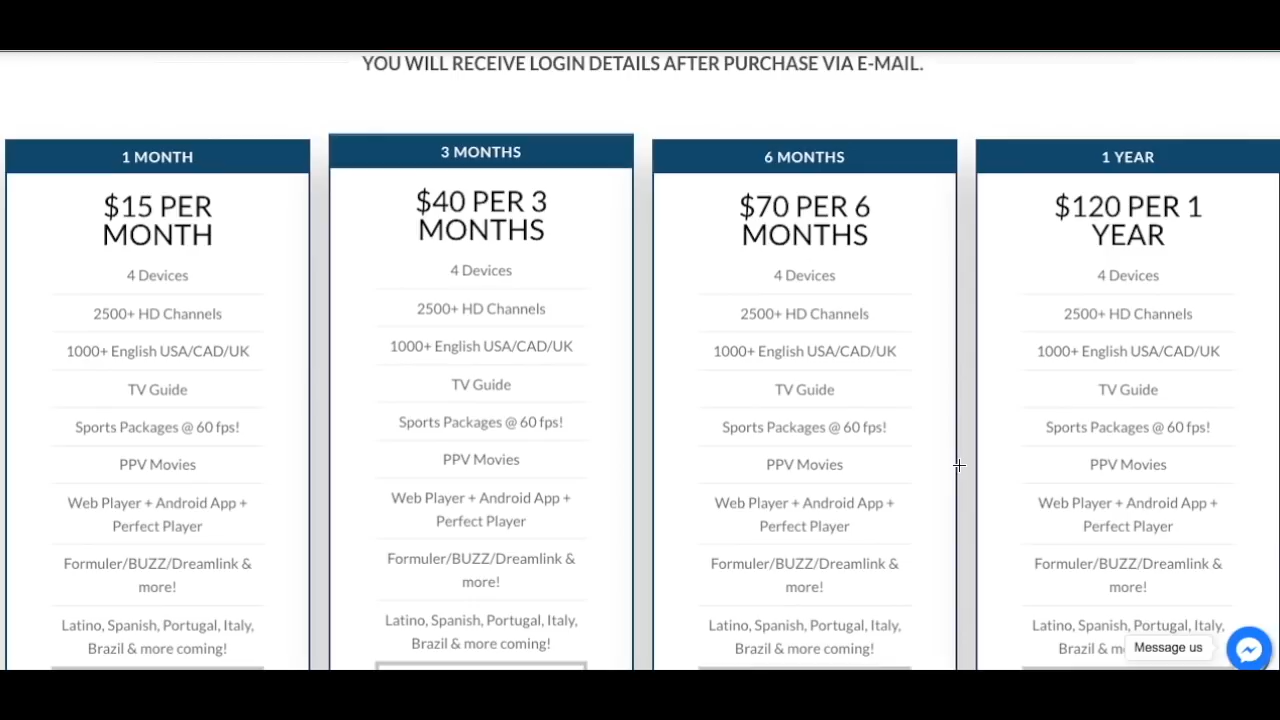 YOU WILL RECEIVE LOGIN DETAILS AFTER PURCHASE VIA E-MAIL.
1 MONTH
$15 PER
MONTH
4 Devices
2500+ HD Channels
1000+ English USA/CAD/UK
TV Guide
Sports Packages @ 60 fps!
PPV Movies
Web Player + Android App +
Perfect Player
Formuler/BUZZ/Dreamlink &
more!
Latino, Spanish, Portugal, Italy,
Brazil & more coming!
3 MONTHS
$40 PER 3
MONTHS
4 Devices
2500+ HD Channels
1000+ English USA/CAD/UK
TV Guide
Sports Packages @ 60 fps!
PPV Movies
Web Player + Android App +
Perfect Player
Formuler/BUZZ/Dreamlink &
more!
Latino, Spanish, Portugal, Italy,
Brazil & more coming!
6 MONTHS
$70 PER 6
MONTHS
4 Devices
2500+ HD Channels
1000+ English USA/CAD/UK
TV Guide
Sports Packages @ 60 fps!
PPV Movies
Web Player + Android App +
Perfect Player
Formuler/BUZZ/Dreamlink &
more!
Latino, Spanish, Portugal, Italy,
Brazil & more coming!
1 YEAR
$120 PER 1
YEAR
4 Devices
2500+ HD Channels
1000+ English USA/CAD/UK
TV Guide
Sports Packages @ 60 fps!
PPV Movies
Web Player + Android App +
Perfect Player
Formuler/BUZZ/Dreamlink &
more!
Latino, Spanish, Portugal, Italy,
Brazil &
Message us